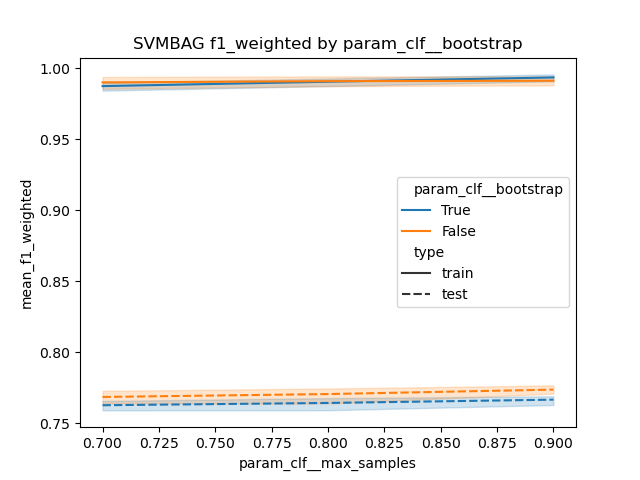 SVMBAG f1_weighted by param_clf__bootstrap
1.00
0.95
0.90
0.85
0.80
0.75
mean_f1_weighted
param_clf__bootstrap
True
False
type
train
test
0.700 0.725 0.750 0.775 0.800 0.825 0.850 0.875 0.900
param_clf__max_samples